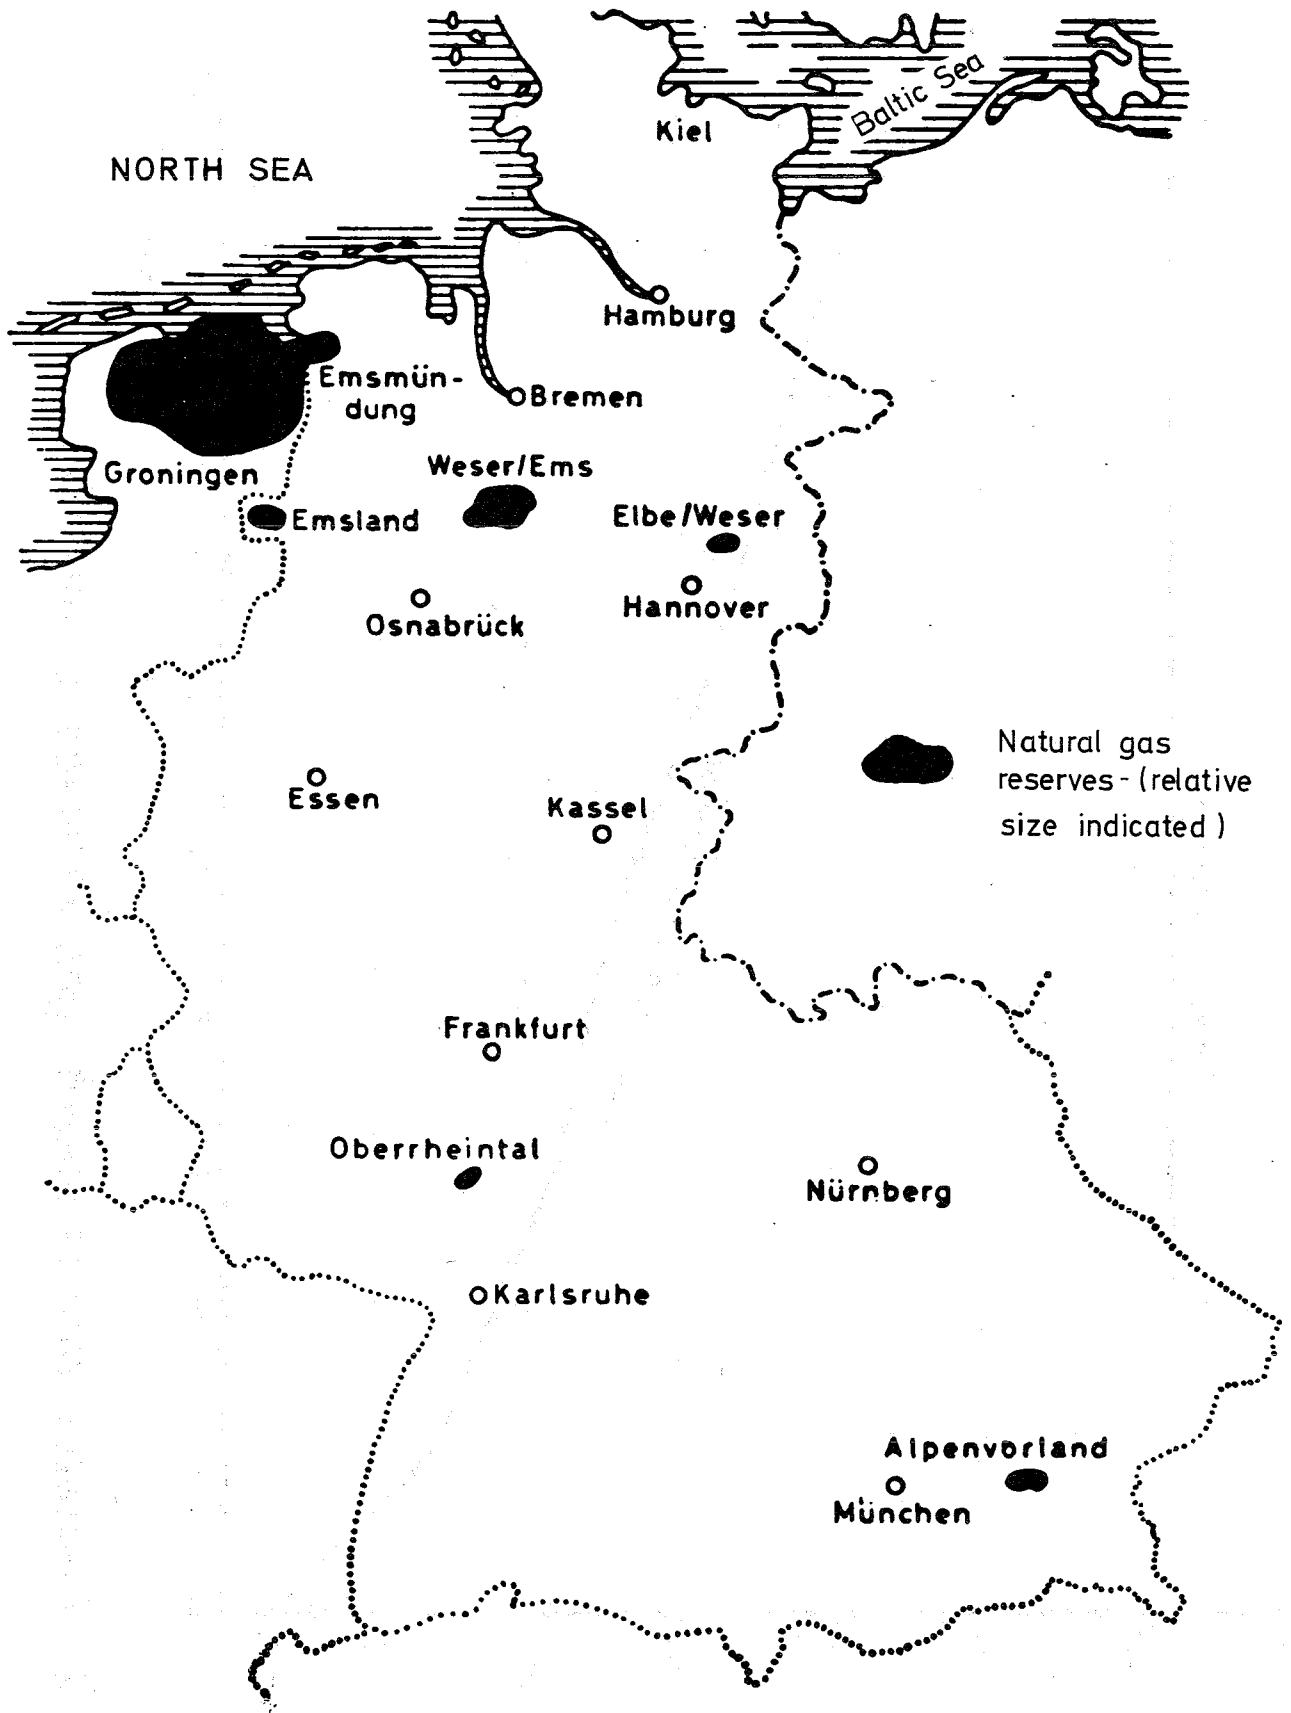 Baltic Sea
Kiel
NORTH SEA
Hamburg
Emsmün-
dung
Bremen
Groningen
Weser/Ems
Emsland
Elbe/Weser
Hannover
Osnabrück
Natural gas
reserves - (relative
size indicated)
Essen
Kassel
Frankfurt
Oberrheintal
Nürnberg
Karlsruhe
Alpenvorland
München